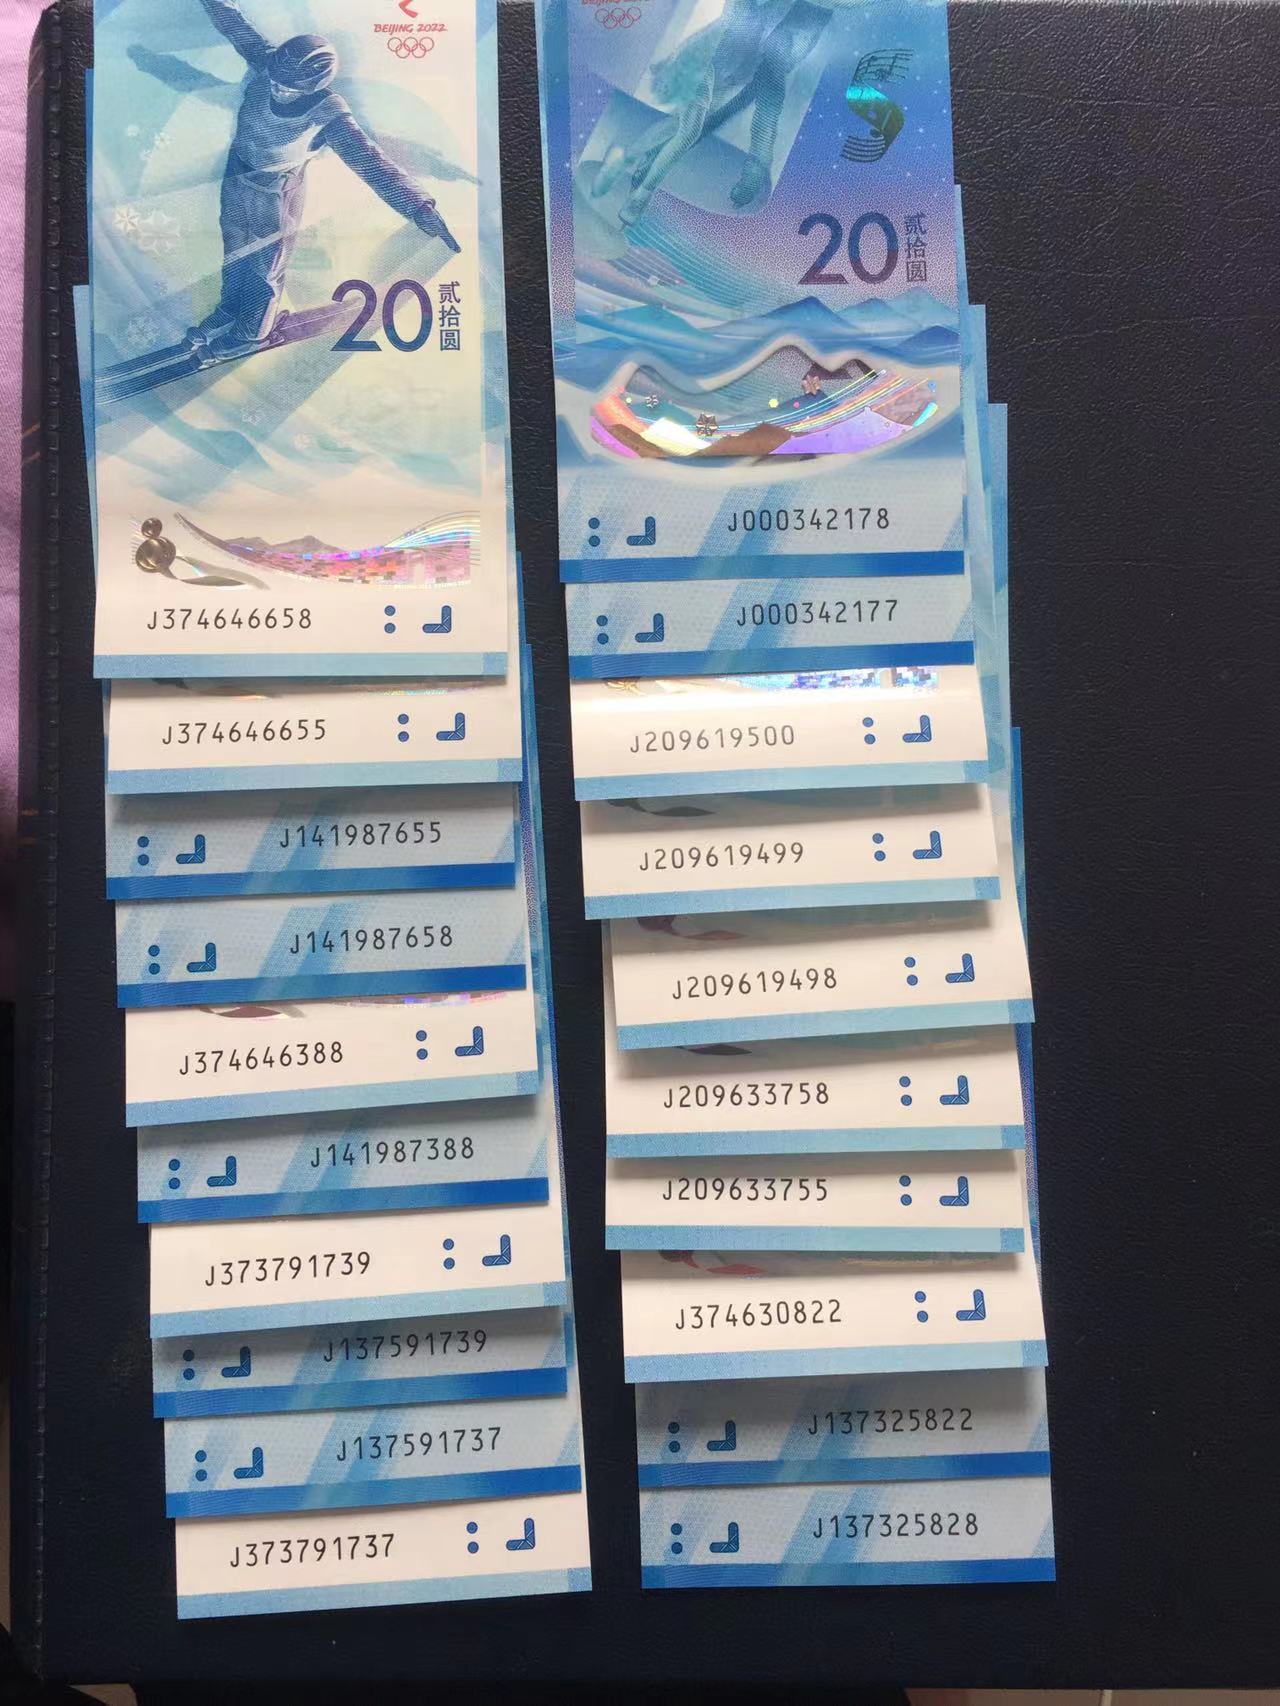 BEIJING 2022
20 贰拾圆
J374646658
J374646655
J141987655
J141987658
J374646388
J141987388
J373791739
J137591739
J137591737
J373791737
20 贰拾圆
J000342178
J000342177
J209619500
J209619499
J209619498
J209633758
J209633755
J374630822
J137325822
J137325828